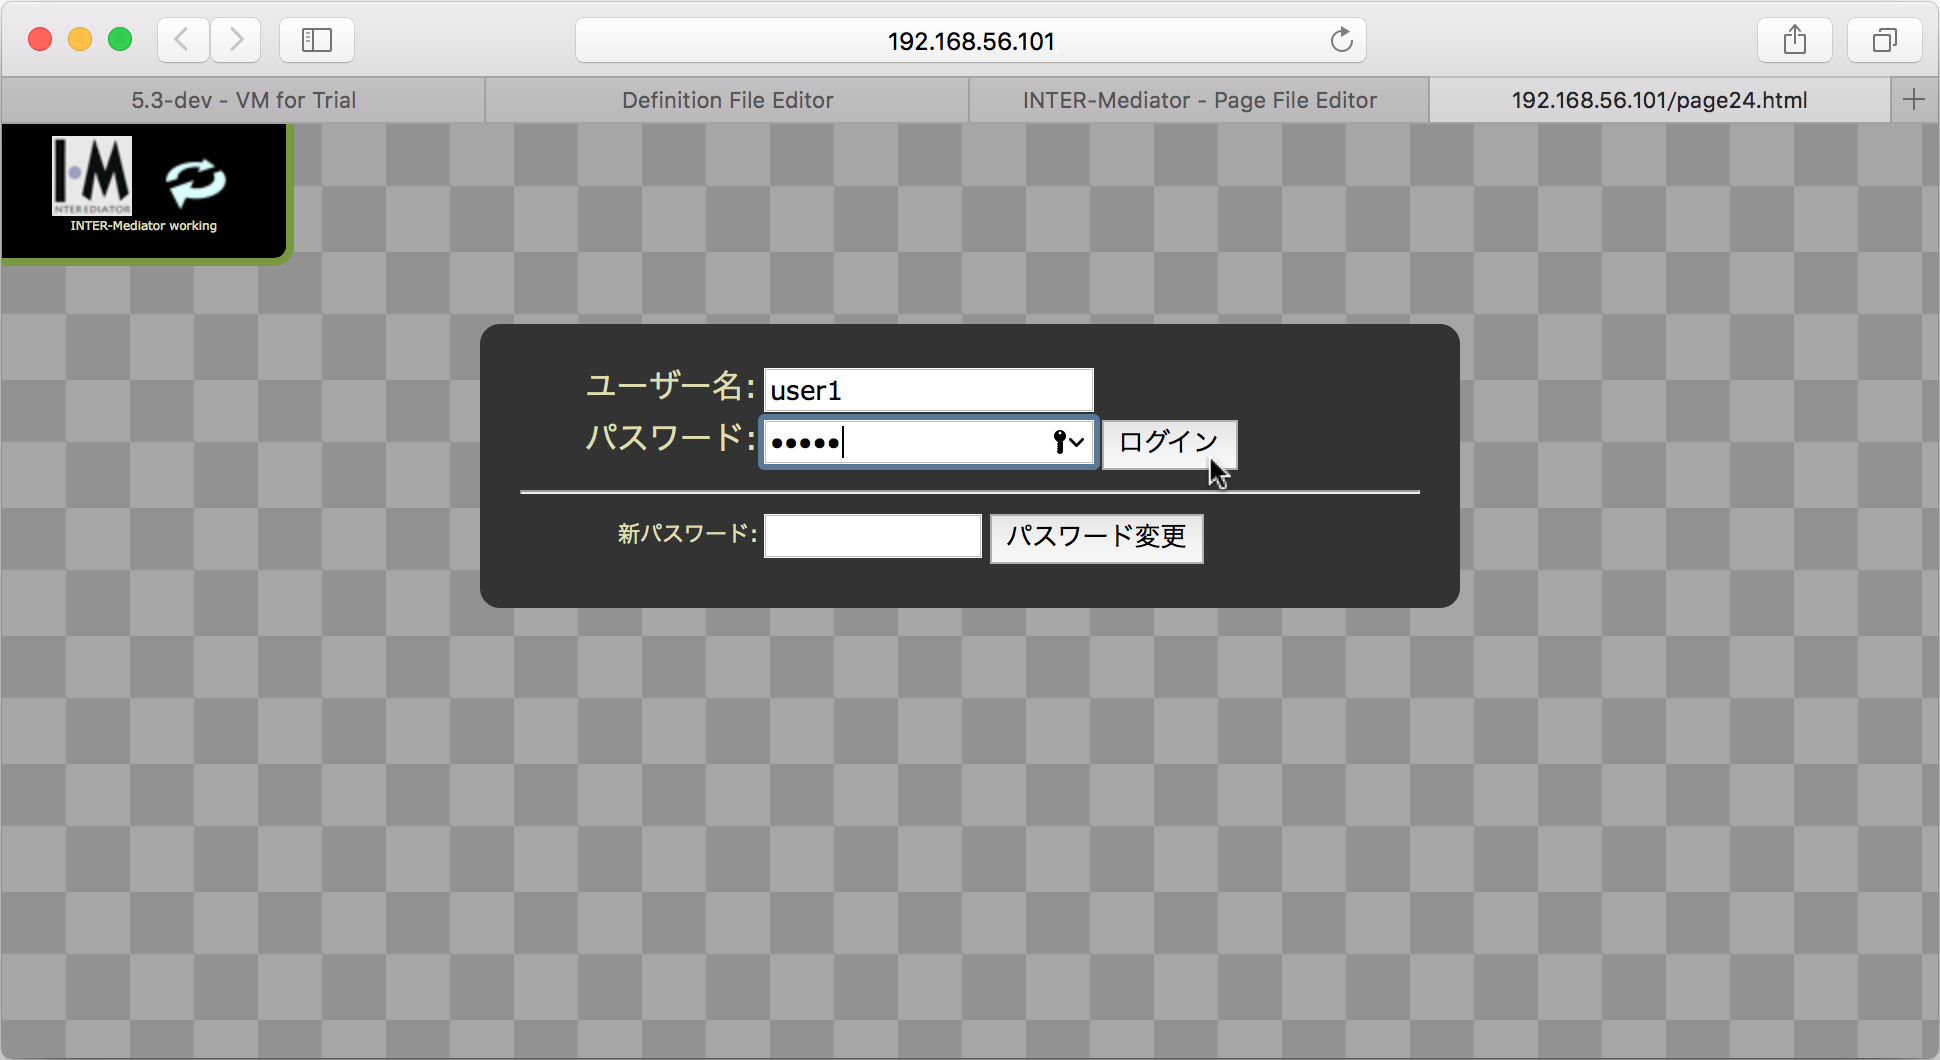 192.168.56.101
5.3-dev - VM for Trial
Definition File Editor
INTER-Mediator - Page File Editor
192.168.56.101/page24.html
I·M
INTER-Mediator working
ユーザー名: user1
パスワード: ••••• ログイン
新パスワード: パスワード変更